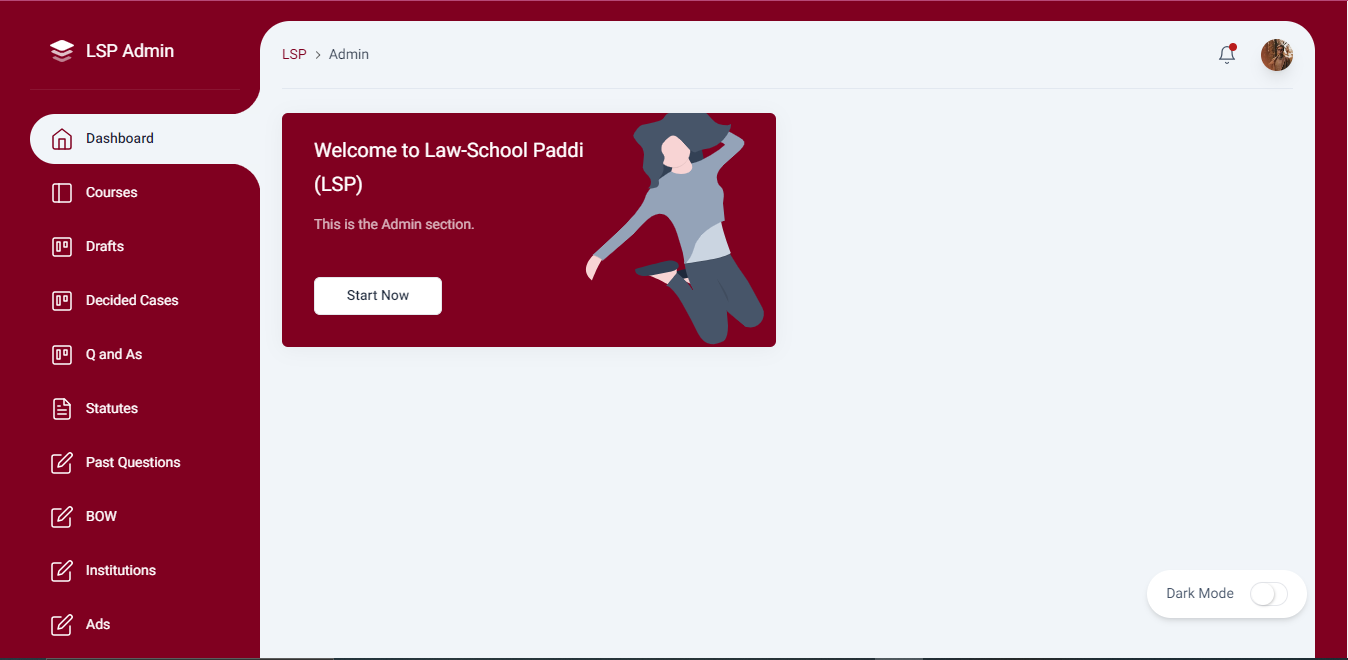 LSP Admin
LSP > Admin
Dashboard
Courses
Drafts
Decided Cases
Q and As
Statutes
Past Questions
BOW
Institutions
Ads
Welcome to Law-School Paddi
(LSP)
This is the Admin section.
Start Now
Dark Mode